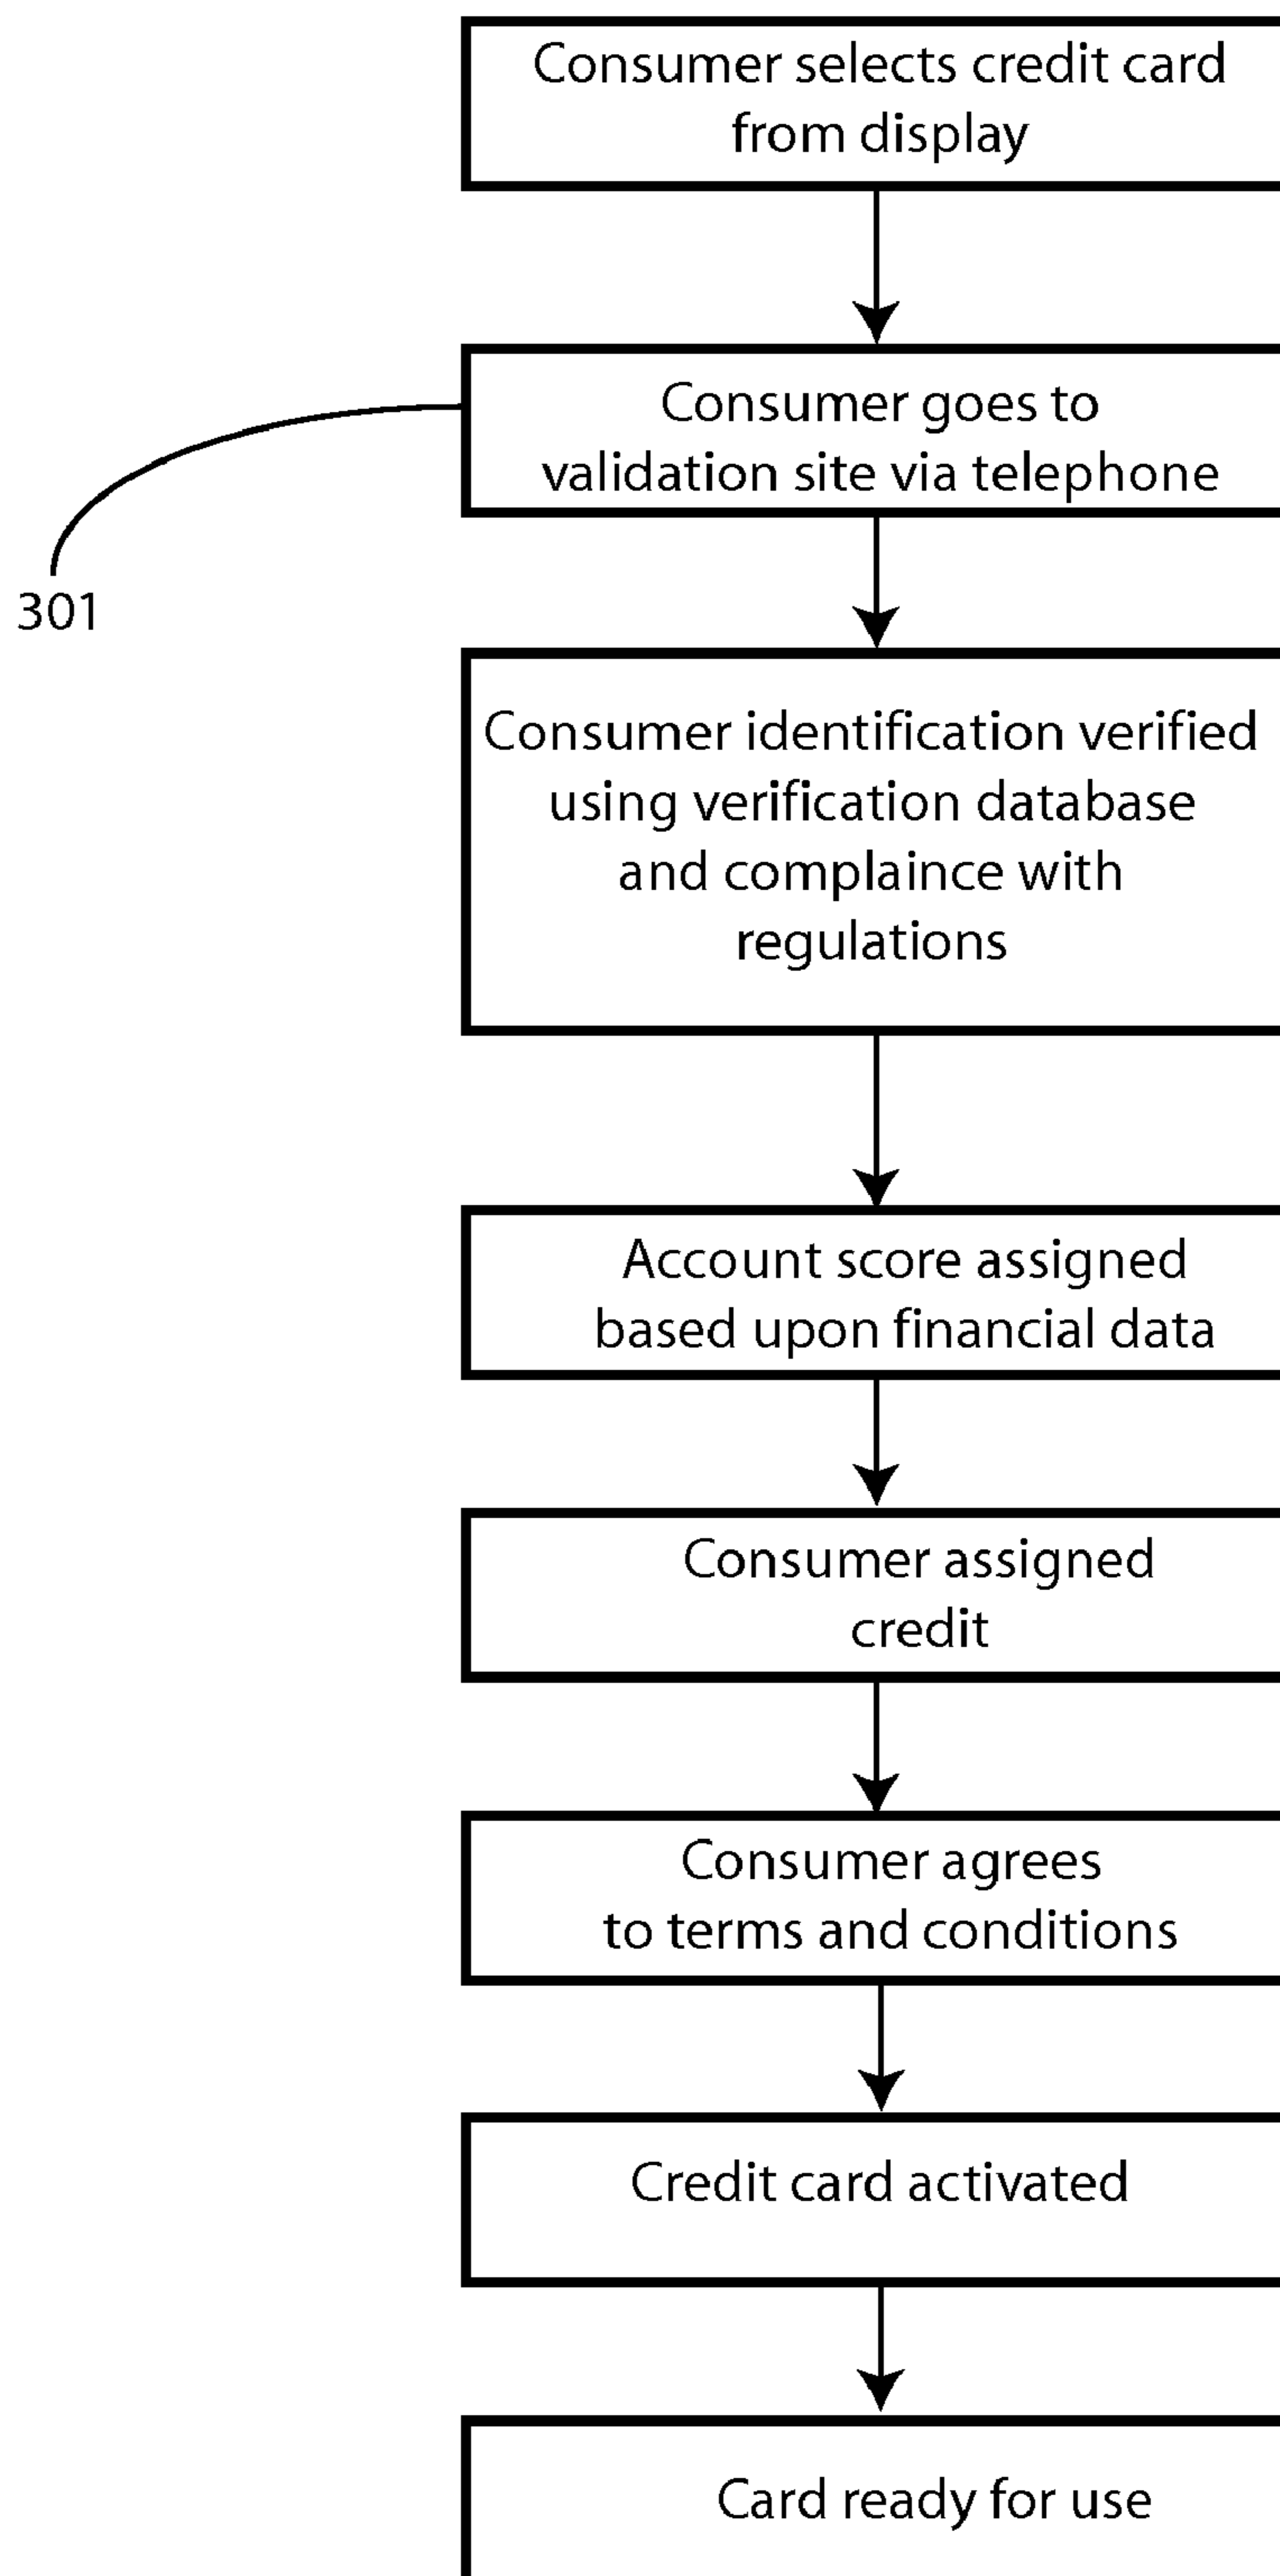 Consumer selects credit card
from display
Consumer goes to
validation site via telephone
301
Consumer identification verified
using verification database
and complaince with
regulations
Account score assigned
based upon financial data
Consumer assigned
credit
Consumer agrees
to terms and conditions
Credit card activated
Card ready for use